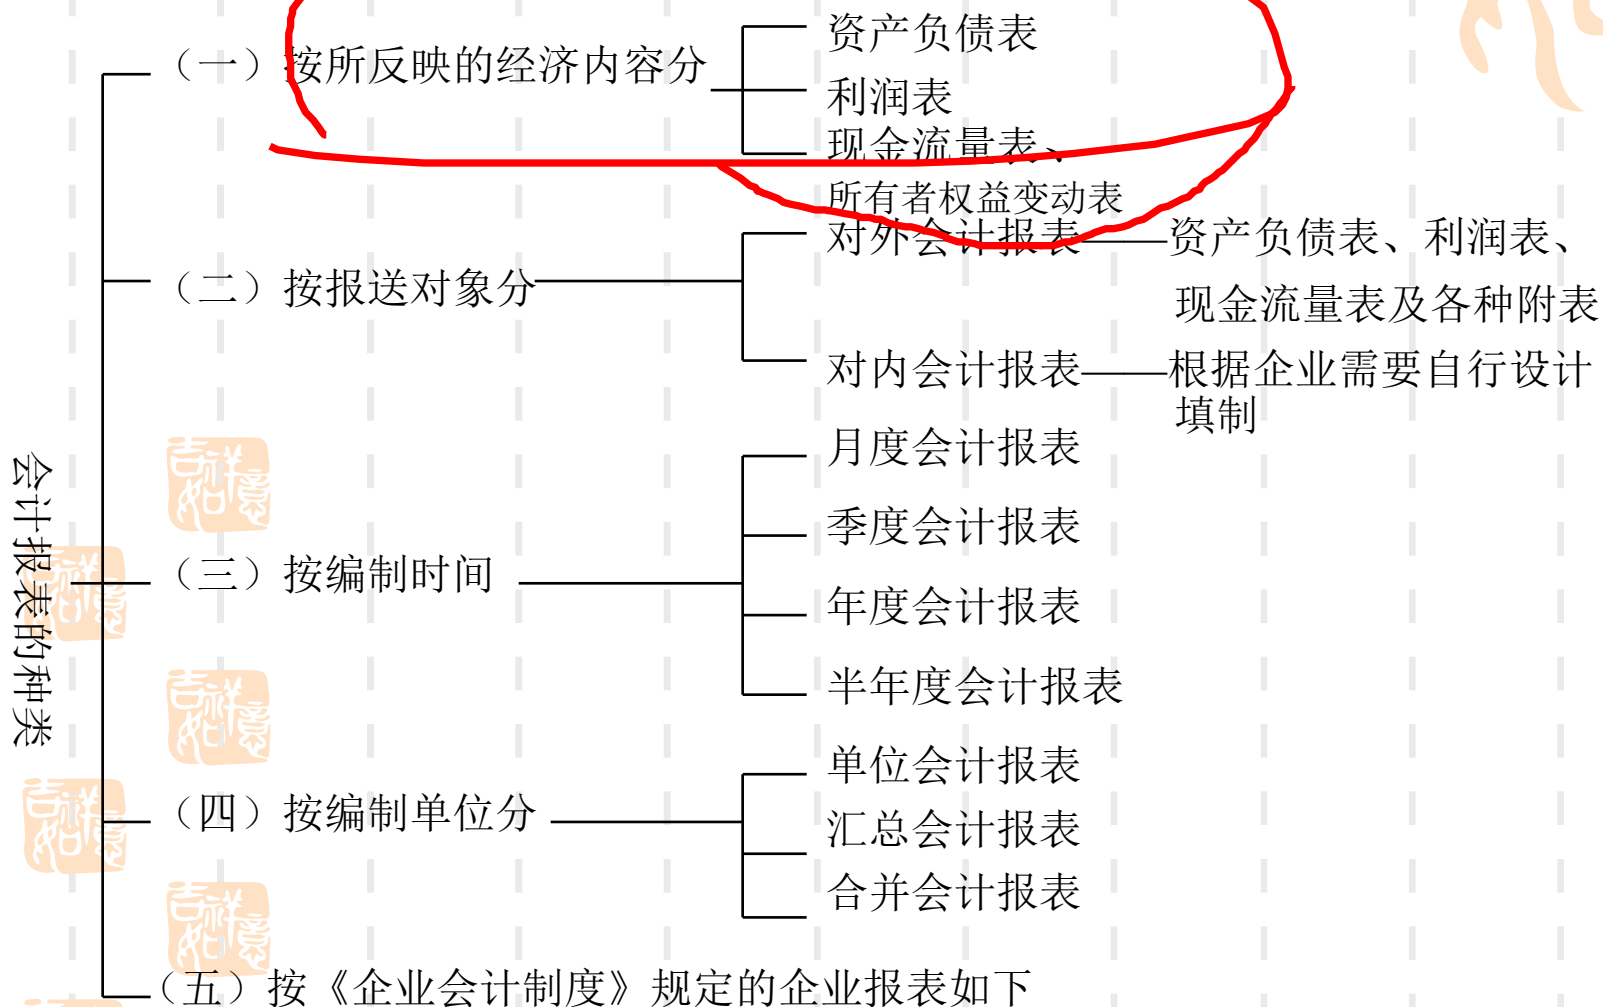 会计报表的种类
（一）按所反映的经济内容分
资产负债表
利润表
现金流量表、
所有者权益变动表
（二）按报送对象分
对外会计报表——资产负债表、利润表、
现金流量表及各种附表
对内会计报表——根据企业需要自行设计
填制
（三）按编制时间
月度会计报表
季度会计报表
年度会计报表
半年度会计报表
（四）按编制单位分
单位会计报表
汇总会计报表
合并会计报表
（五）按《企业会计制度》规定的企业报表如下